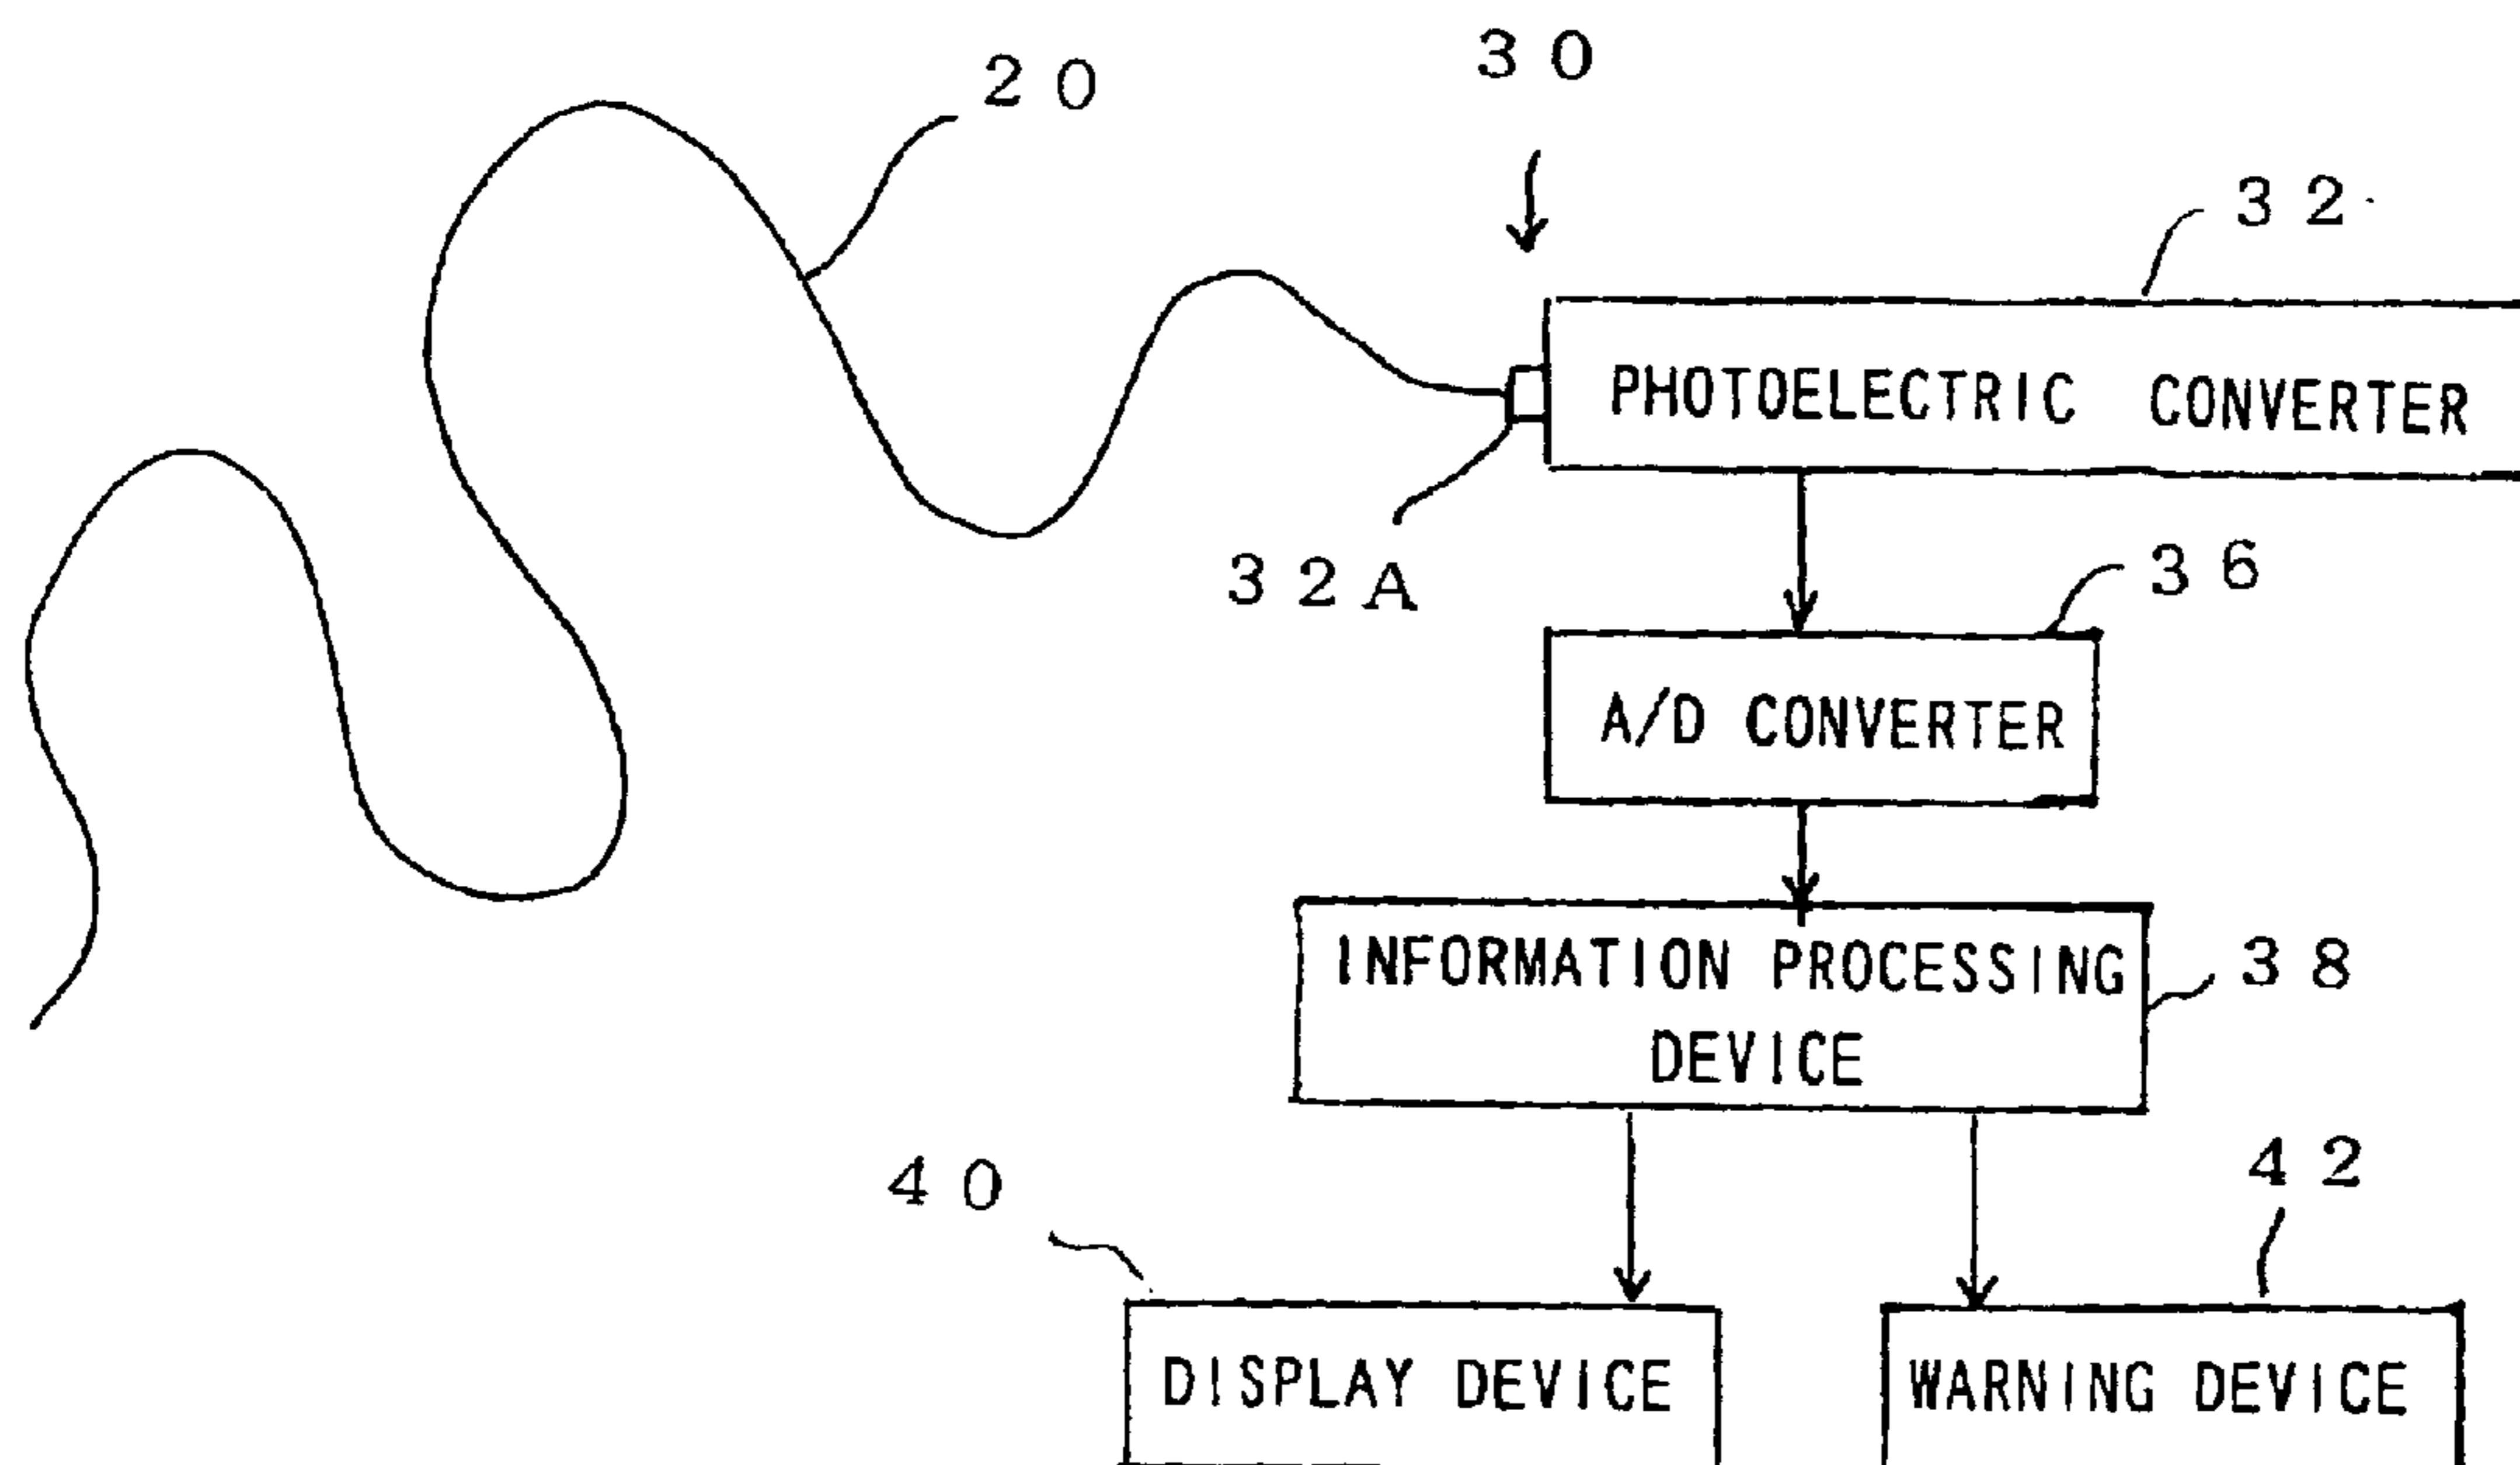 30
20
32
PHOTOELECTRIC CONVERTER
32A
36
A/D CONVERTER
INFORMATION PROCESSING
DEVICE
38
40
42
DISPLAY DEVICE
WARNING DEVICE